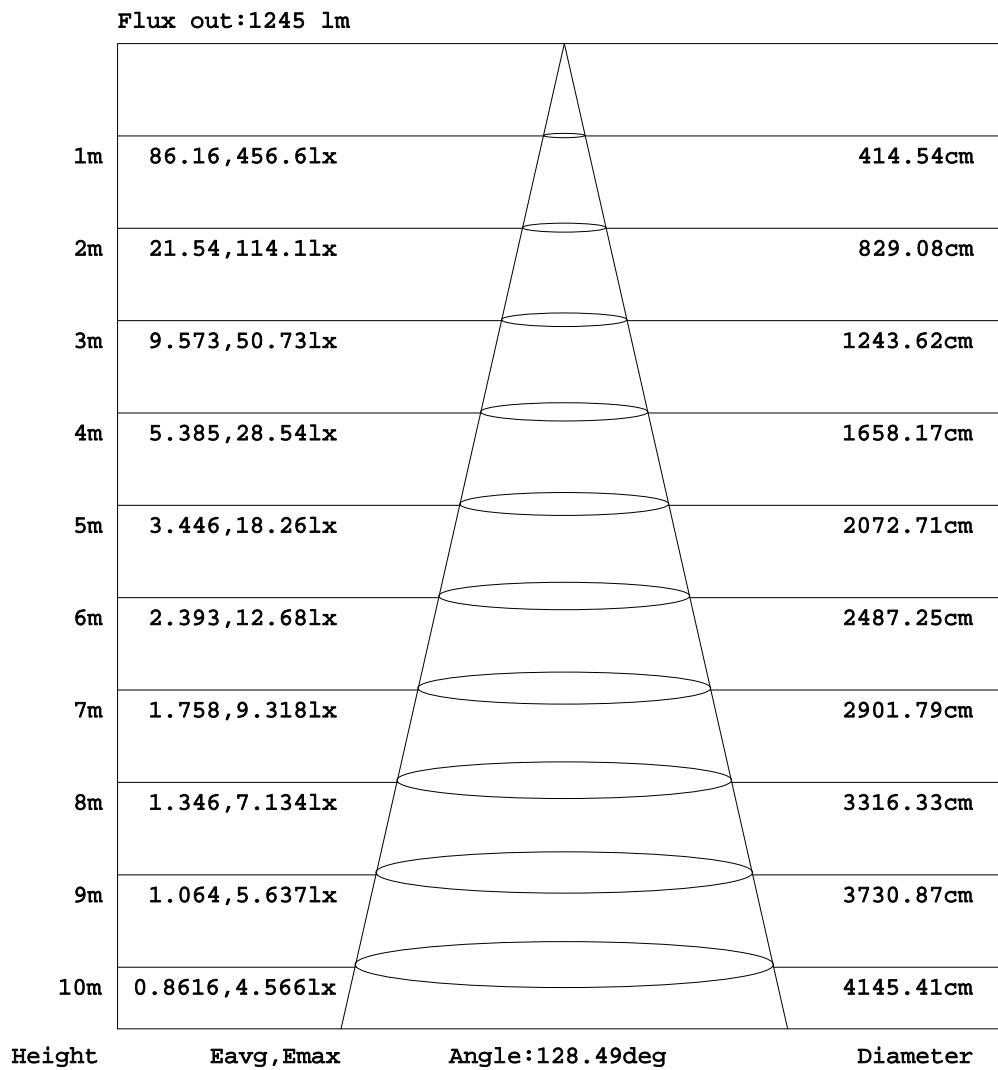 Flux out:1245 lm
1m 86.16,456.6lx 414.54cm
2m 21.54,114.1lx 829.08cm
3m 9.573,50.73lx 1243.62cm
4m 5.385,28.54lx 1658.17cm
5m 3.446,18.26lx 2072.71cm
6m 2.393,12.68lx 2487.25cm
7m 1.758,9.318lx 2901.79cm
8m 1.346,7.134lx 3316.33cm
9m 1.064,5.637lx 3730.87cm
10m 0.8616,4.566lx 4145.41cm
Height Eavg,Emax Angle:128.49deg Diameter